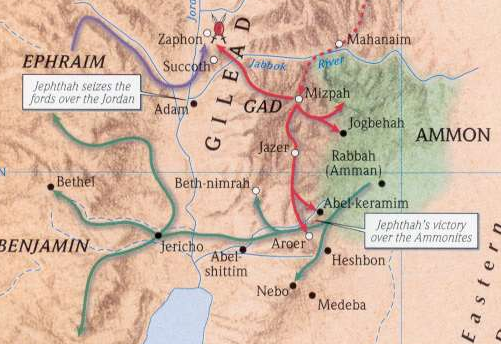 Jord
Zaphon
Mahanaim
EPHRAIM
Succoth
Jabbok
River
Jephthah seizes the
fords over the Jordan
Adam
GILEAD
GAD
Mizpah
Jogbehah
AMMON
Jazer
Rabbah
(Amman)
Bethel
Beth-nimrah
Abel-keramim
Jephthah's victory
over the Ammonites
BENJAMIN
Jericho
Abel-
shittim
Aroer
Heshbon
Nebo
Medeba
Eastern